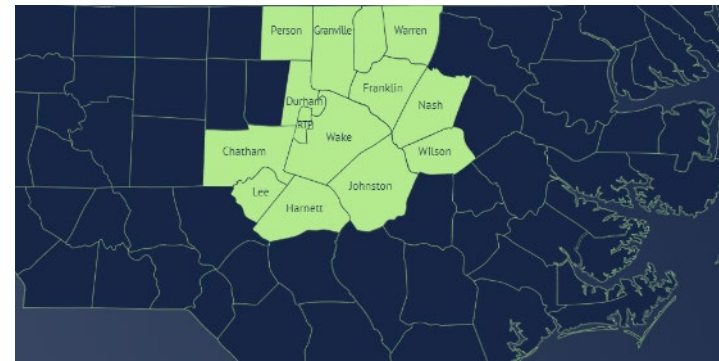 Person
Granville
Warren
Franklin
Durham
Nash
RTP
Wake
Chatham
Wilson
Lee
Johnston
Harnett